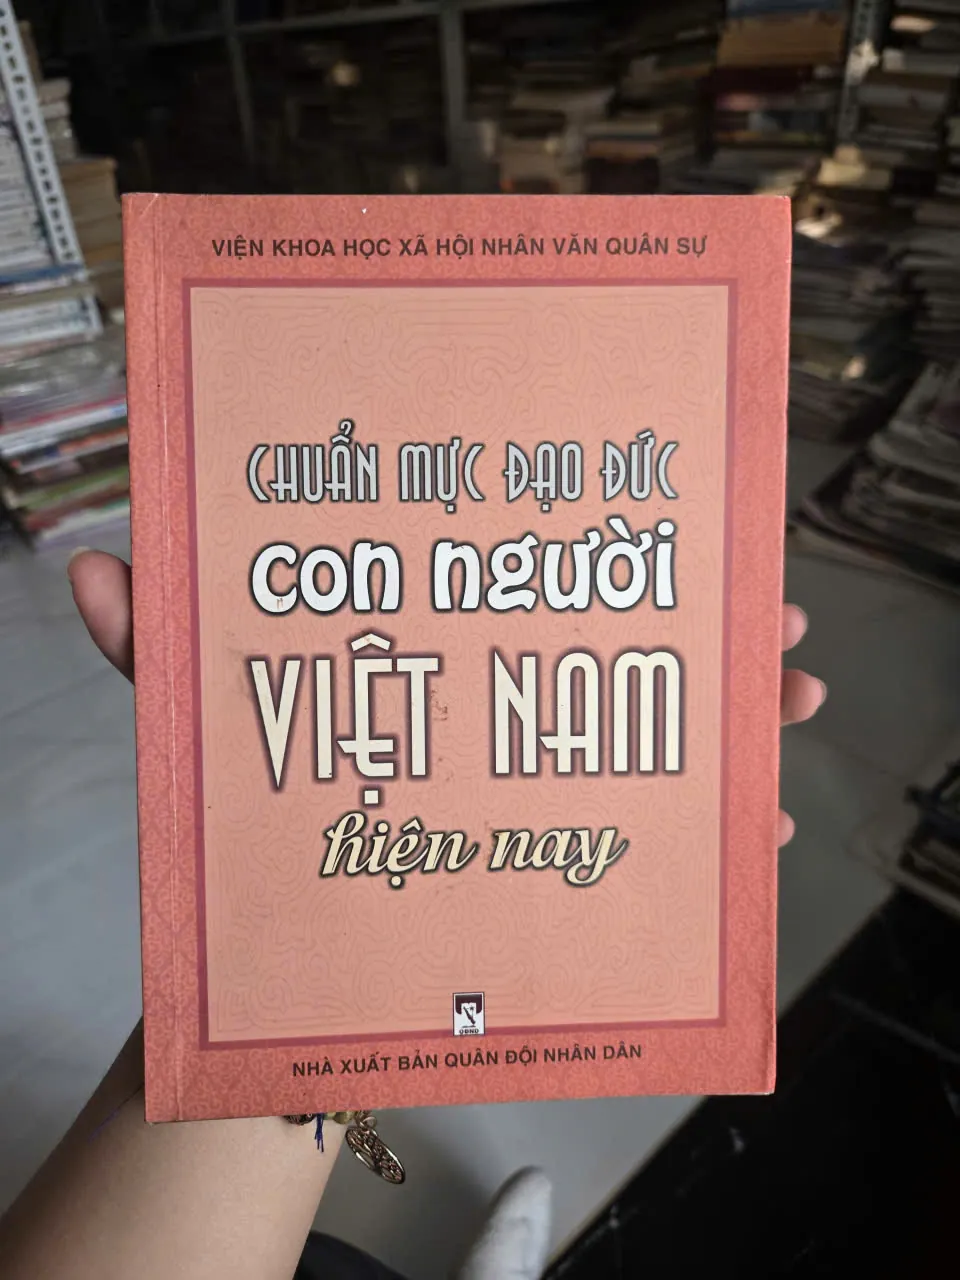 VIỆN KHOA HỌC XÃ HỘI NHÂN VĂN QUÂN SỰ
CHUẨN MỰC ĐẠO ĐỨC
con người
VIỆT NAM
hiện nay
QĐND
NHÀ XUẤT BẢN QUÂN ĐỘI NHÂN DÂN